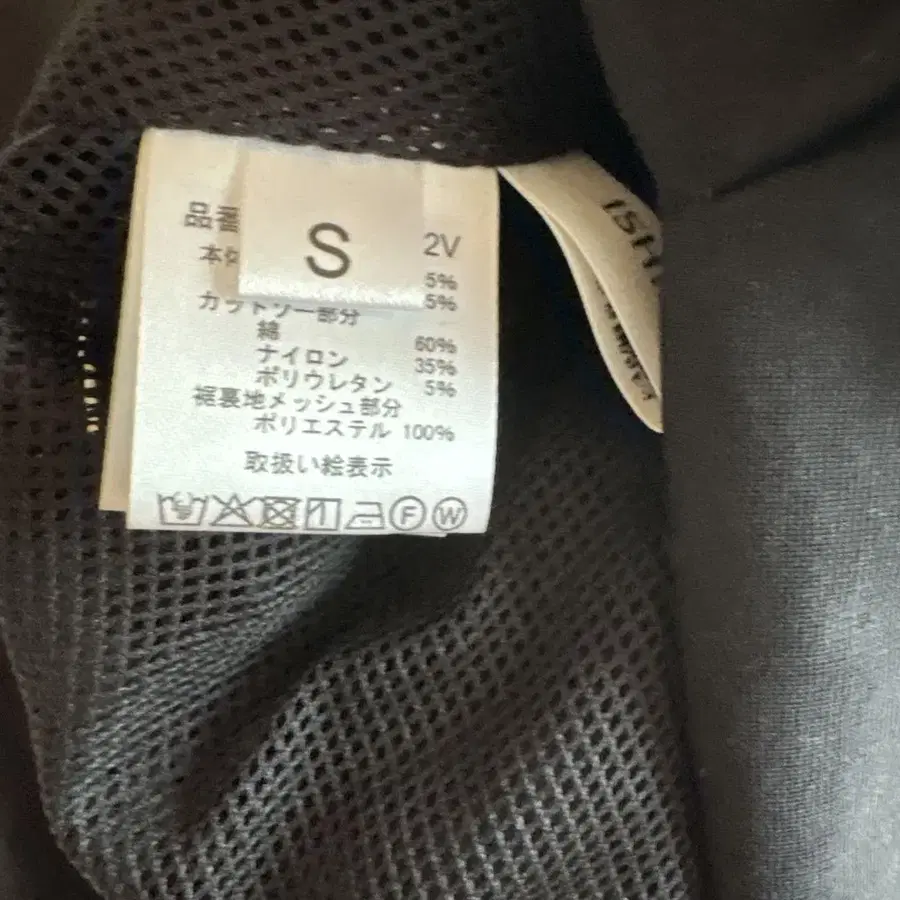 品番
S
2V
本体
5%
5%
カットソー部分
綿 60%
ナイロン 35%
ポリウレタン 5%
裾裏地メッシュ部分
ポリエステル 100%
取扱い絵表示
F W
ISH